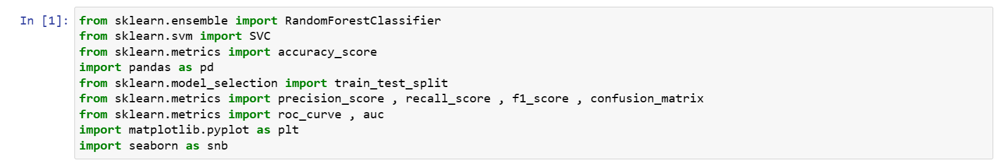 In [1]: from sklearn.ensemble import RandomForestClassifier
from sklearn.svm import SVC
from sklearn.metrics import accuracy_score
import pandas as pd
from sklearn.model_selection import train_test_split
from sklearn.metrics import precision_score , recall_score , f1_score , confusion_matrix
from sklearn.metrics import roc_curve , auc
import matplotlib.pyplot as plt
import seaborn as snb